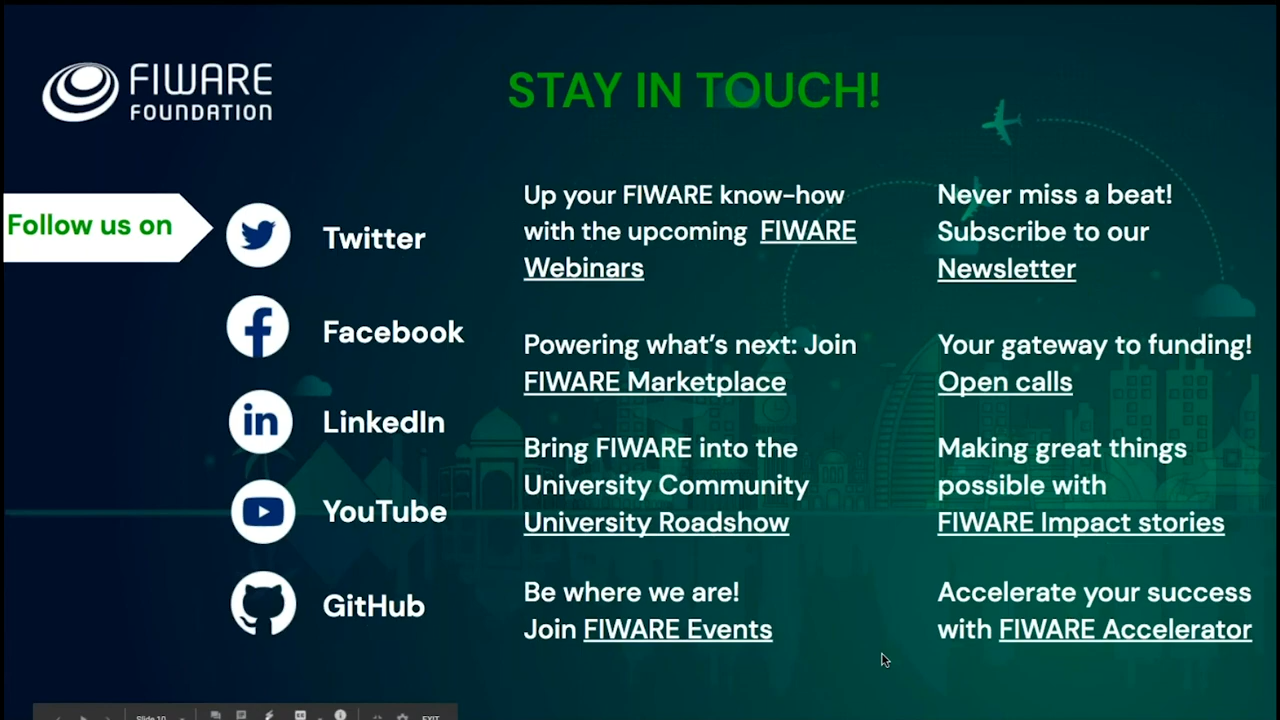 FIWARE
FOUNDATION
STAY IN TOUCH!
Follow us on
Twitter
Facebook
LinkedIn
YouTube
GitHub
Up your FIWARE know-how
with the upcoming FIWARE
Webinars
Powering what's next: Join
FIWARE Marketplace
Bring FIWARE into the
University Community
University Roadshow
Be where we are!
Join FIWARE Events
Never miss a beat!
Subscribe to our
Newsletter
Your gateway to funding!
Open calls
Making great things
possible with
FIWARE Impact stories
Accelerate your success
with FIWARE Accelerator
Slide 10
EXIT